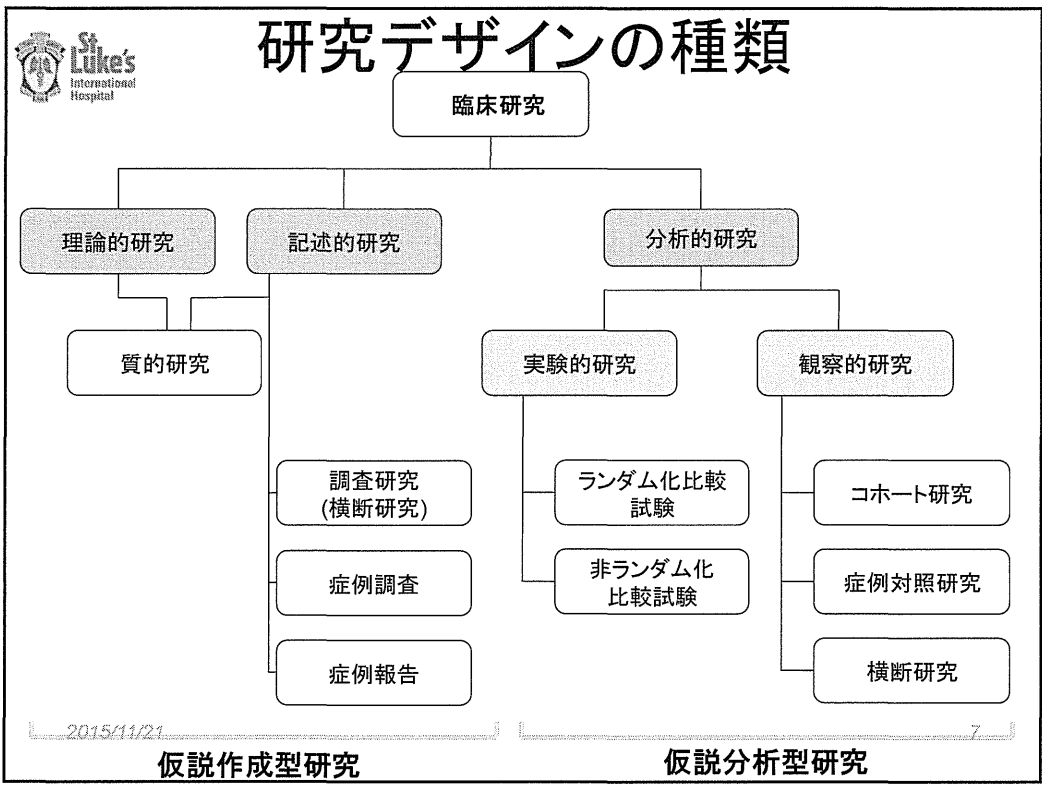 研究デザインの種類
St
Luke's
International
Hospital
臨床研究
理論的研究
記述的研究
分析的研究
質的研究
実験的研究
観察的研究
調査研究
(横断研究)
ランダム化比較
試験
コホート研究
症例調査
非ランダム化
比較試験
症例対照研究
症例報告
横断研究
2015/11/21
7
仮説作成型研究
仮説分析型研究